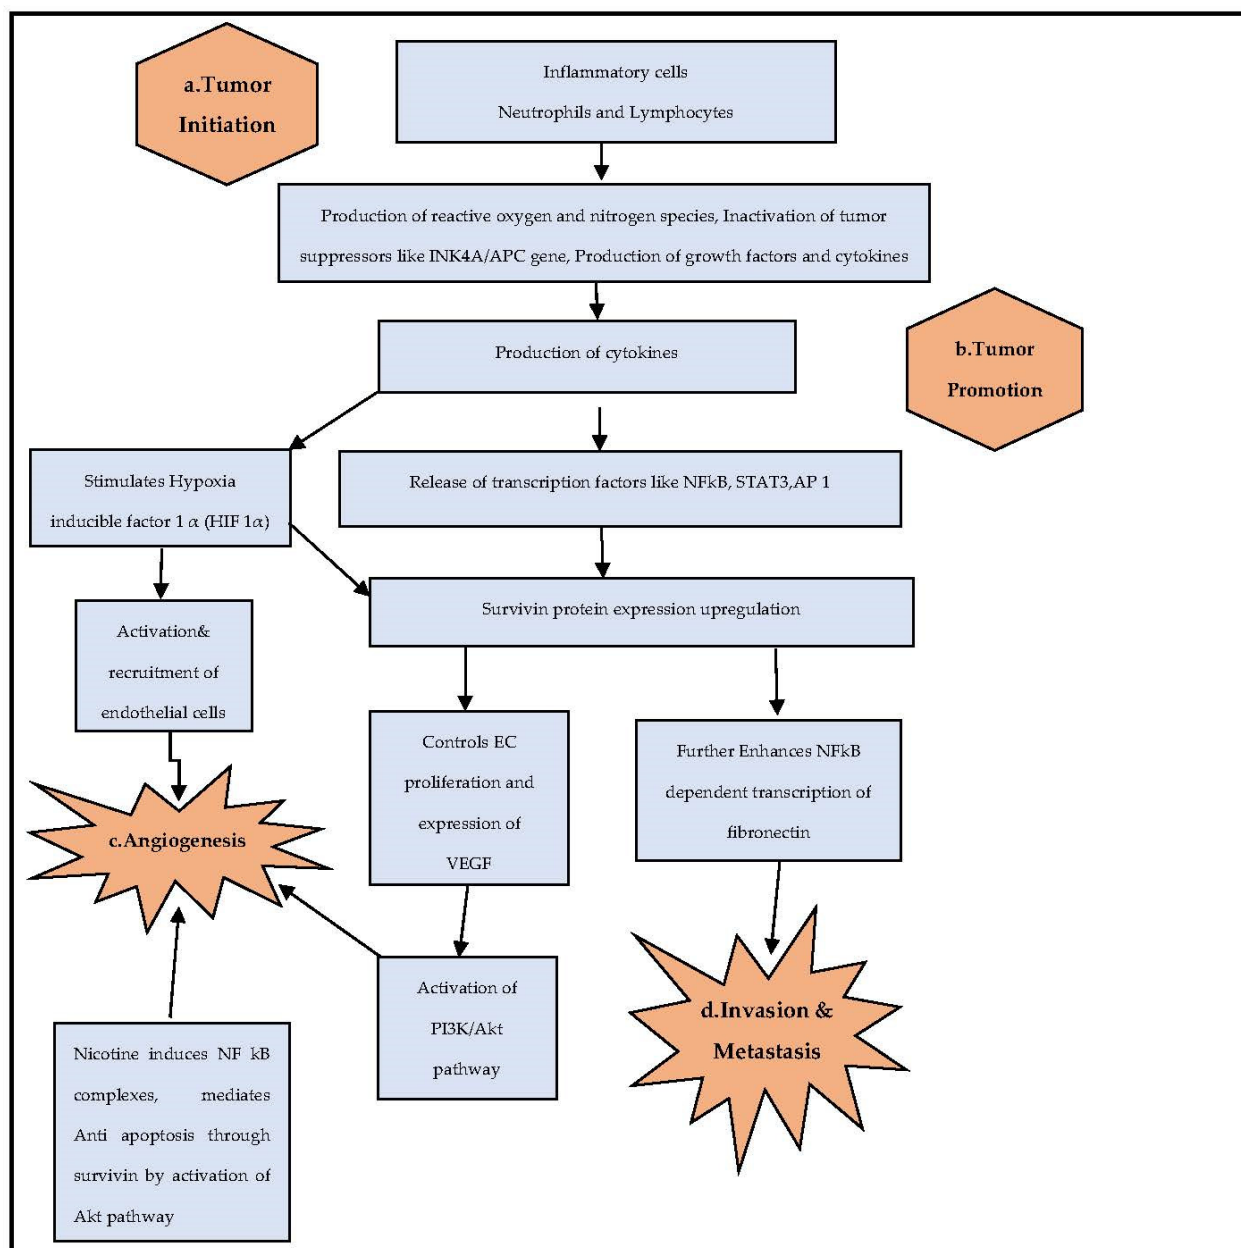 a.Tumor
Initiation
Inflammatory cells
Neutrophils and Lymphocytes
Production of reactive oxygen and nitrogen species, Inactivation of tumor
suppressors like INK4A/APC gene, Production of growth factors and cytokines
Production of cytokines
b.Tumor
Promotion
Stimulates Hypoxia
inducible factor 1 α (HIF 1α)
Release of transcription factors like NFkB, STAT3,AP 1
Survivin protein expression upregulation
Activation&
recruitment of
endothelial cells
Controls EC
proliferation and
expression of
VEGF
Further Enhances NFkB
dependent transcription of
fibronectin
c.Angiogenesis
Activation of
PI3K/Akt
pathway
d.Invasion &
Metastasis
Nicotine induces NF kB
complexes, mediates
Anti apoptosis through
survivin by activation of
Akt pathway